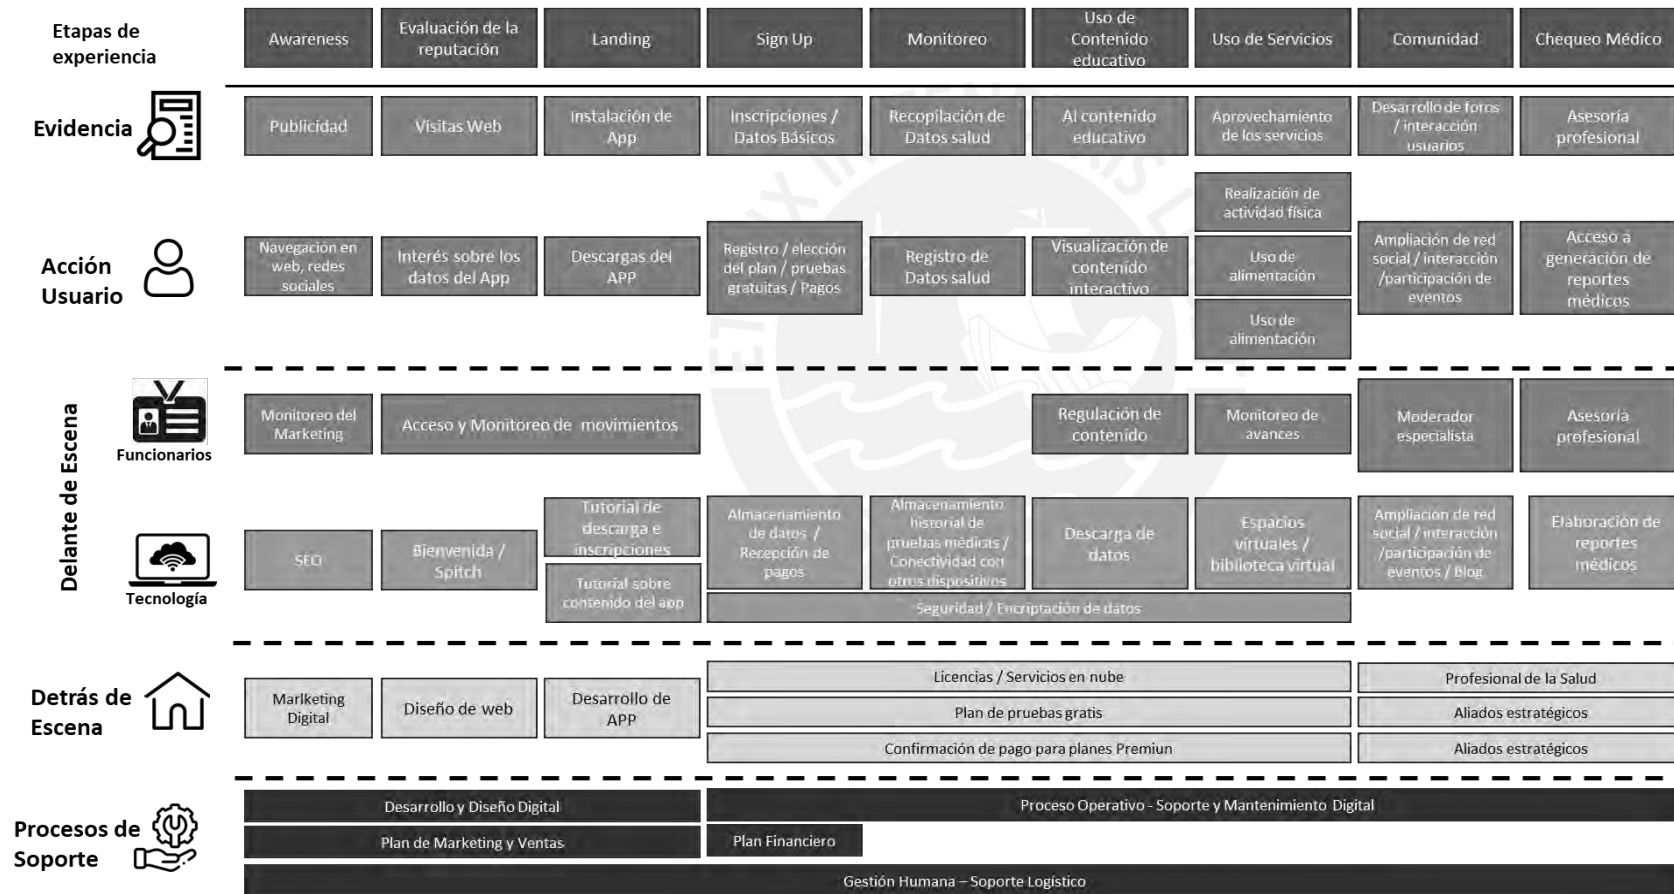 Etapas de
experiencia
Awareness
Evaluación de la
reputación
Landing
Sign Up
Monitoreo
Uso de
Contenido
educativo
Uso de Servicios
Comunidad
Chequeo Médico
Evidencia
Publicidad
Visitas Web
Instalación de
App
Inscripciones /
Datos Básicos
Recopilación de
Datos salud
Al contenido
educativo
Aprovechamiento
de los servicios
Desarrollo de foros
/ interacción
usuarios
Asesoría
profesional
Acción
Usuario
Navegación en
web, redes
sociales
Interés sobre los
datos del App
Descargas del
APP
Registro / elección
del plan / pruebas
gratuitas / Pagos
Registro de
Datos salud
Visualización de
contenido
interactivo
Realización de
actividad física
Uso de
alimentación
Uso de
alimentación
Ampliación de red
social / interacción
/participación de
eventos
Acceso a
generación de
reportes
médicos
Delante de Escena
Funcionarios
Monitoreo del
Marketing
Acceso y Monitoreo de movimientos
Regulación de
contenido
Monitoreo de
avances
Moderador
especialista
Asesoría
profesional
Tecnología
SEO
Bienvenida /
Spitch
Tutorial de
descarga e
inscripciones
Tutorial sobre
contenido del app
Almacenamiento
de datos /
Recepción de
pagos
Almacenamiento
historial de
pruebas médicas /
Conectividad con
otros dispositivos
Descarga de
datos
Espacios
virtuales /
biblioteca virtual
Ampliación de red
social / interacción
/participación de
eventos / Blog
Elaboración de
reportes
médicos
Seguridad / Encriptación de datos
Detrás de
Escena
Marlketing
Digital
Diseño de web
Desarrollo de
APP
Licencias / Servicios en nube
Plan de pruebas gratis
Confirmación de pago para planes Premiun
Profesional de la Salud
Aliados estratégicos
Aliados estratégicos
Procesos de
Soporte
Desarrollo y Diseño Digital
Proceso Operativo - Soporte y Mantenimiento Digital
Plan de Marketing y Ventas
Plan Financiero
Gestión Humana – Soporte Logístico